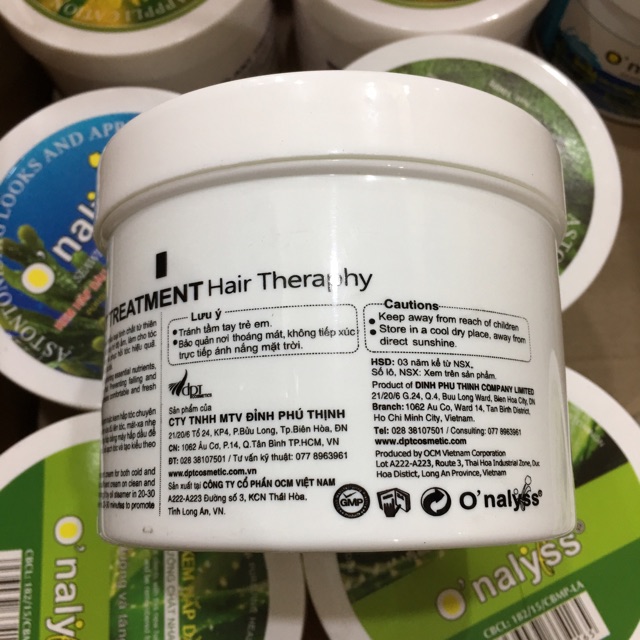 TREATMENT Hair Theraphy
Lưu ý
•Tránh tầm tay trẻ em.
•Bảo quản nơi thoáng mát, không tiếp xúc
trực tiếp ánh nắng mặt trời.
Cautions
• Keep away from reach of children
• Store in a cool dry place, away from
direct sunshine.
dpt
Sản phẩm của
CTY TNHH MTV ĐỈNH PHÚ THỊNH
21/20/6 Tổ 24, KP4, P.Bửu Long, Tp.Biên Hòa, ĐN
CN: 1062 Âu Cơ, P.14, Q.Tân Bình TP.HCM, VN
ĐT: 028 38107501 / Tư vấn kỹ thuật: 077 8963961
www.dptcosmetic.com.vn
Sản xuất tại CÔNG TY CỔ PHẦN OCM VIỆT NAM
A222-A223 Đường số 3, KCN Thái Hòa.
Tỉnh Long An, VN.
HSD: 03 năm kể từ NSX,
Số lô, NSX: Xem trên sản phẩm.
Product of DINH PHU THINH COMPANY LIMITED
21/20/6 G.24, Q.4, Buu Long Ward, Bien Hoa City, DN
Branch: 1062 Au Co, Ward 14, Tan Binh District.
Ho Chi Minh City, Vietnam.
Tel: 028 38107501 / Consulting: 077 8963961
www.dptcosmetic.com
Produced by OCM Vietnam Corporation
Lot A222-A223, Route 3, Thai Hoa Industrial Zone, Duc
Hoa District, Long An Province, Vietnam
GMP
O'nalyss®
LOOKS AND
O'nalyss®
CBCL: 187/15/CBMP-LA